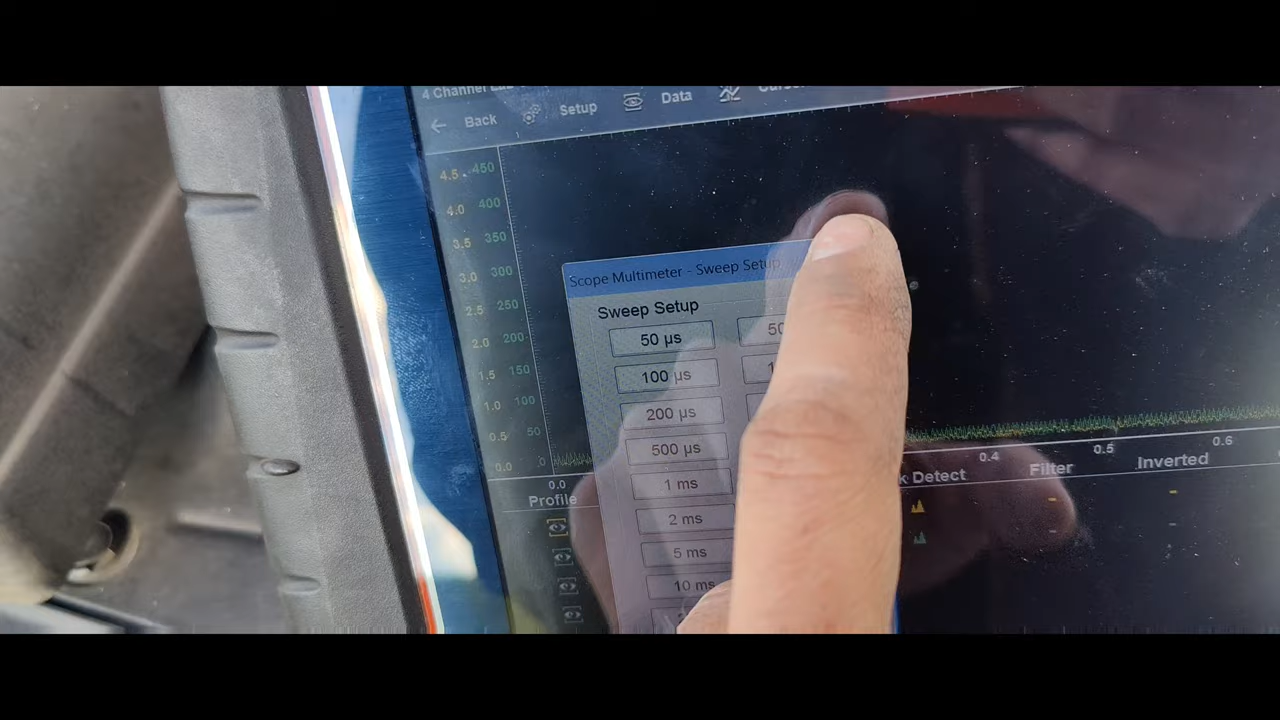 4 Channel
Back
Setup
Data
4.5 450
4.0 400
3.5 350
3.0 300
2.5 250
2.0 200
1.5 150
1.0 100
0.5 50
0.0 0
0.0
0.4
0.5
0.6
Scope Multimeter - Sweep Setup
Sweep Setup
50 µs
100 µs
200 µs
500 µs
1 ms
2 ms
5 ms
10 ms
Profile
Detect
Filter
Inverted